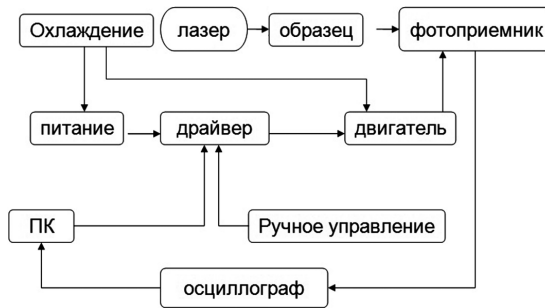 Охлаждение
лазер
образец
фотоприемник
питание
драйвер
двигатель
ПК
Ручное управление
осциллограф